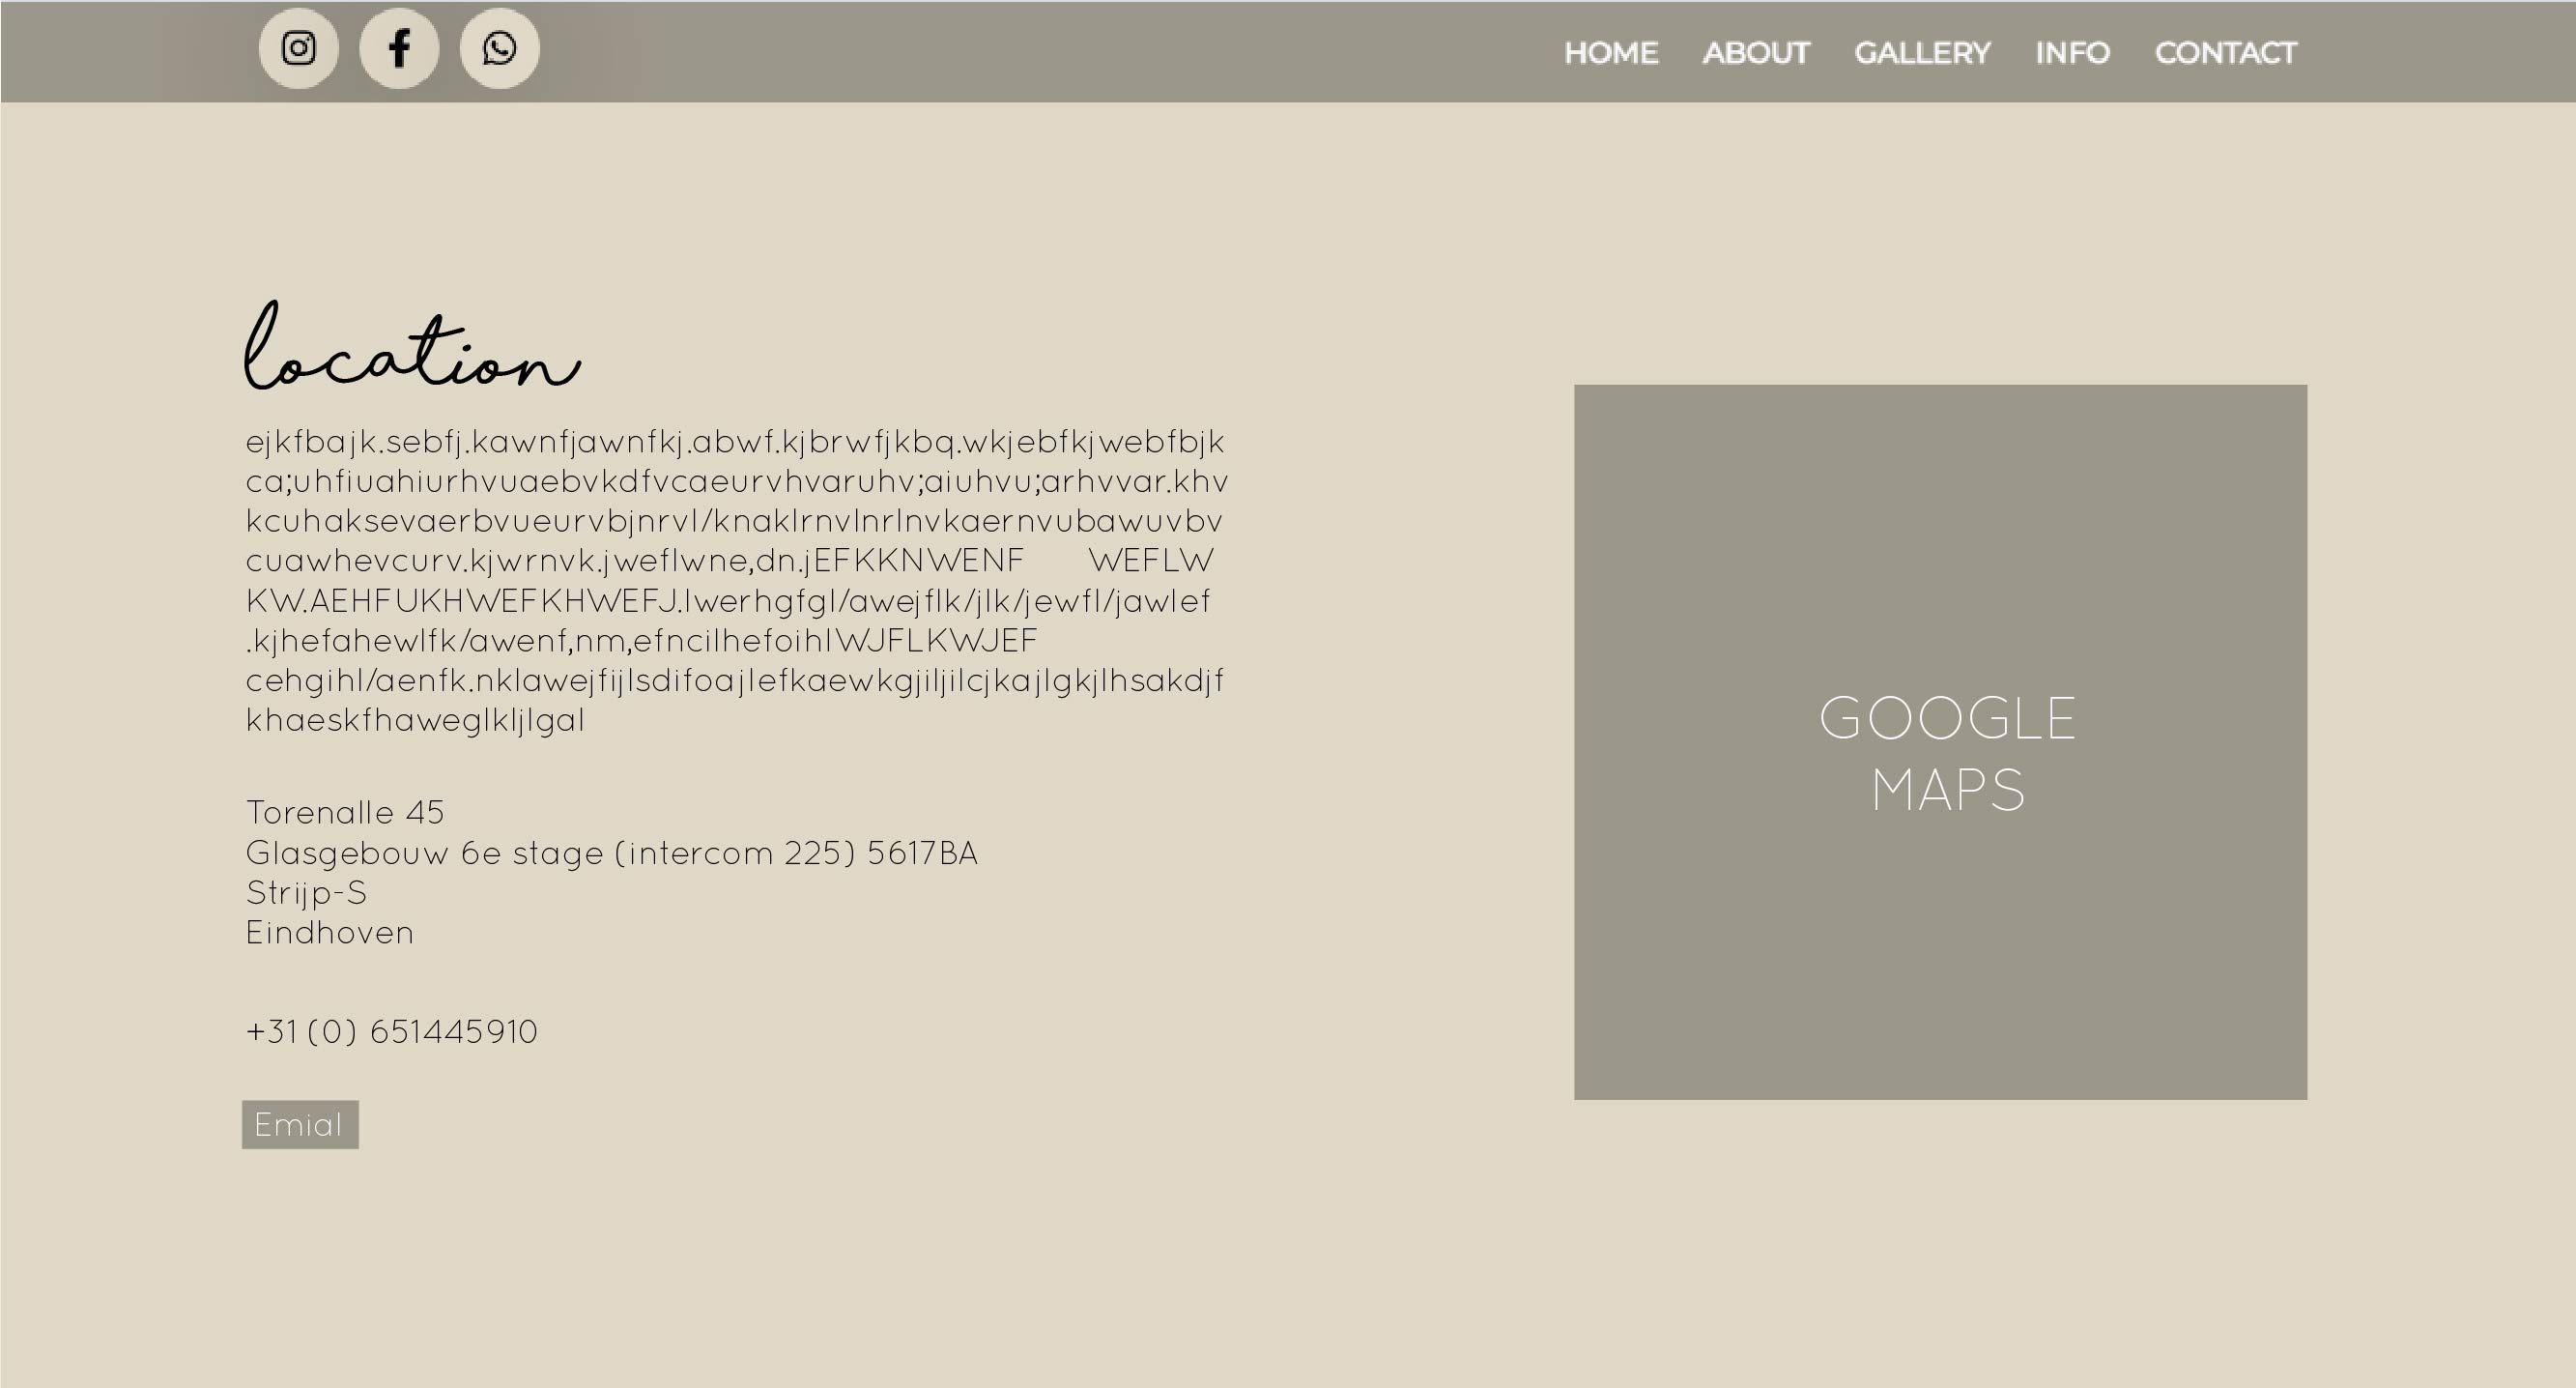 HOME ABOUT GALLERY INFO CONTACT
location
ejkfbajk.sebfj.kawnfjawnfkj.abwf.kjbrwfjkbq.wkjebfkjwebfbjk
ca;uhfiuahiurhvuaebvkdfvcaeurvhvaruhv;aiuhvu;arhvvar.khv
kcuhaksevaerbvueurvbjnrvl/knaklrnvlnrlnvkaernvubawuvbv
cuawhevcurv.kjwrnvk.jweflwne,dn.jEFKKNWENF WEFLW
KW.AEHFUKHWEFKHWEFJ.lwerhgfgl/awejflk/jlk/jewfl/jawlef
.kjhefahewlfk/awenf,nm,efncilhefoihlWJFLKWJEF
cehgihl/aenfk.nklawejfijlsdifoajlefkaewkgjiljilcjkajlgkjlhsakdjf
khaeskfhaweglkljlgal
GOOGLE
MAPS
Torenalle 45
Glasgebouw 6e stage (intercom 225) 5617BA
Strijp-S
Eindhoven
+31 (0) 651445910
Emial